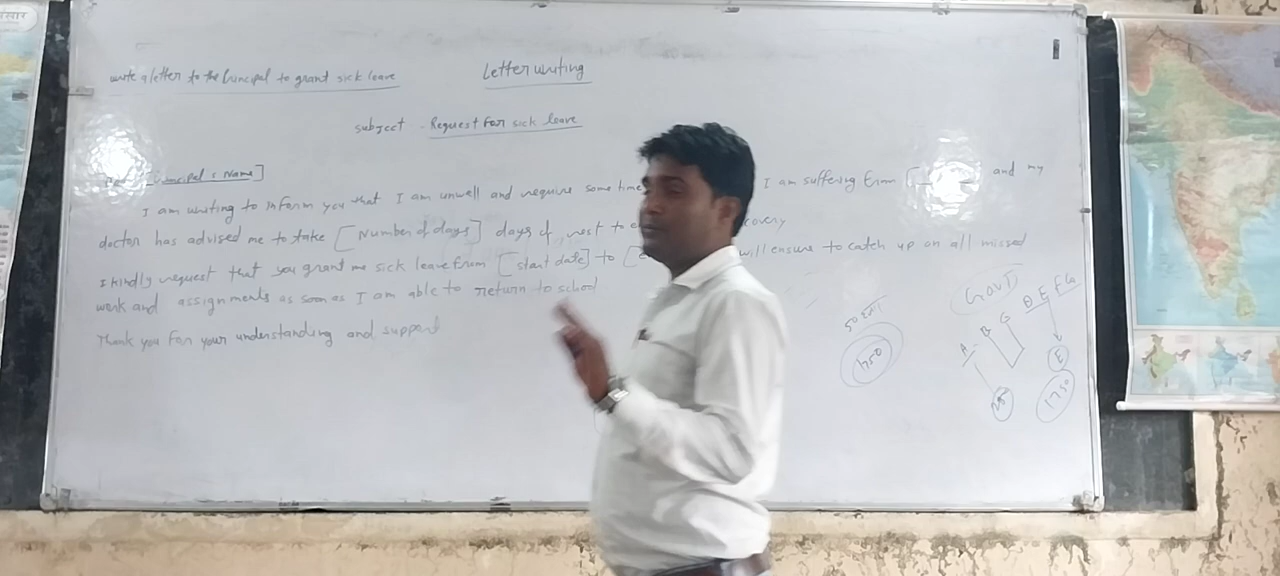 write a letter to the Principal to grant sick leave
Letter writing
subject - Request For sick leave
Principal's Name]
I am writing to inform you that I am unwell and require some time I am suffering from [ and my
doctor has advised me to take [Number of days] days of rest to
I kindly request that you grant me sick leave from [start date] to [ will ensure to catch up on all missed
work and assignments as soon as I am able to return to school
Thank you for your understanding and support
GOUT
A - B G D E F G
E
1750
1750